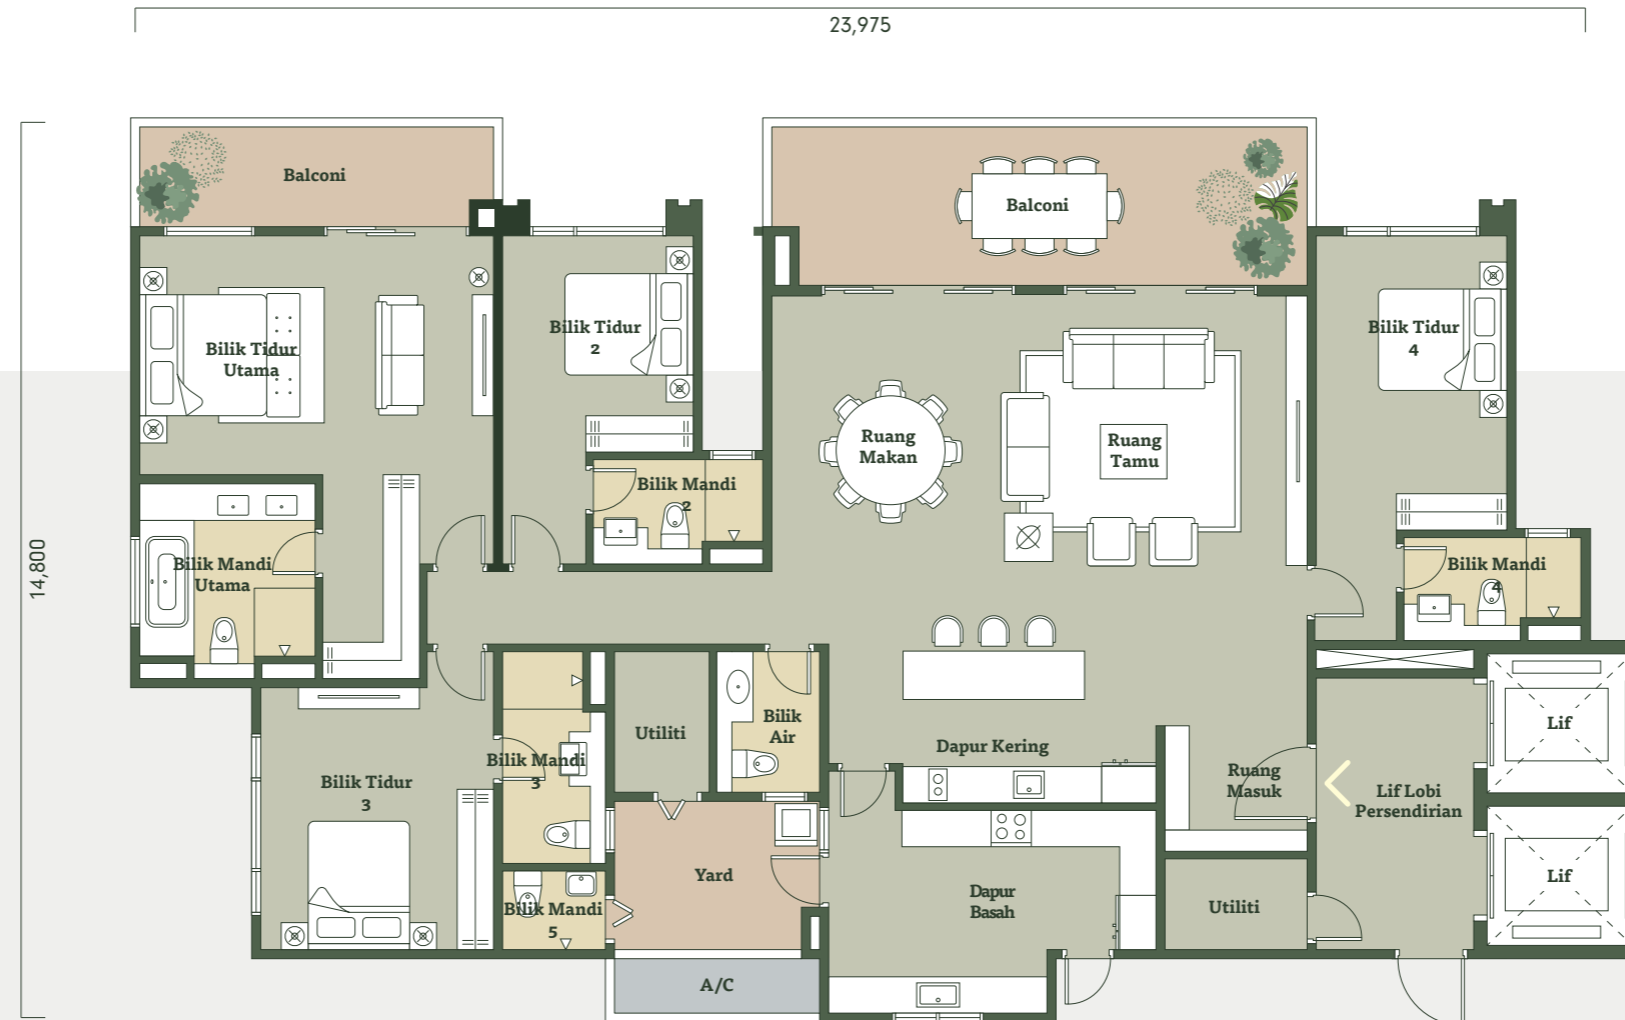 23,975
14,800
Balconi
Balconi
Bilik Tidur
Utama
Bilik Tidur
2
Bilik Tidur
4
Ruang
Makan
Ruang
Tamu
Bilik Mandi
2
Bilik Mandi
Utama
Bilik Mandi
4
Utiliti
Bilik
Air
Dapur Kering
Lif
Bilik Mandi
3
Bilik Tidur
3
Ruang
Masuk
Lif Lobi
Persendirian
Yard
Dapur
Basah
Lif
Bilik Mandi
5
Utiliti
A/C